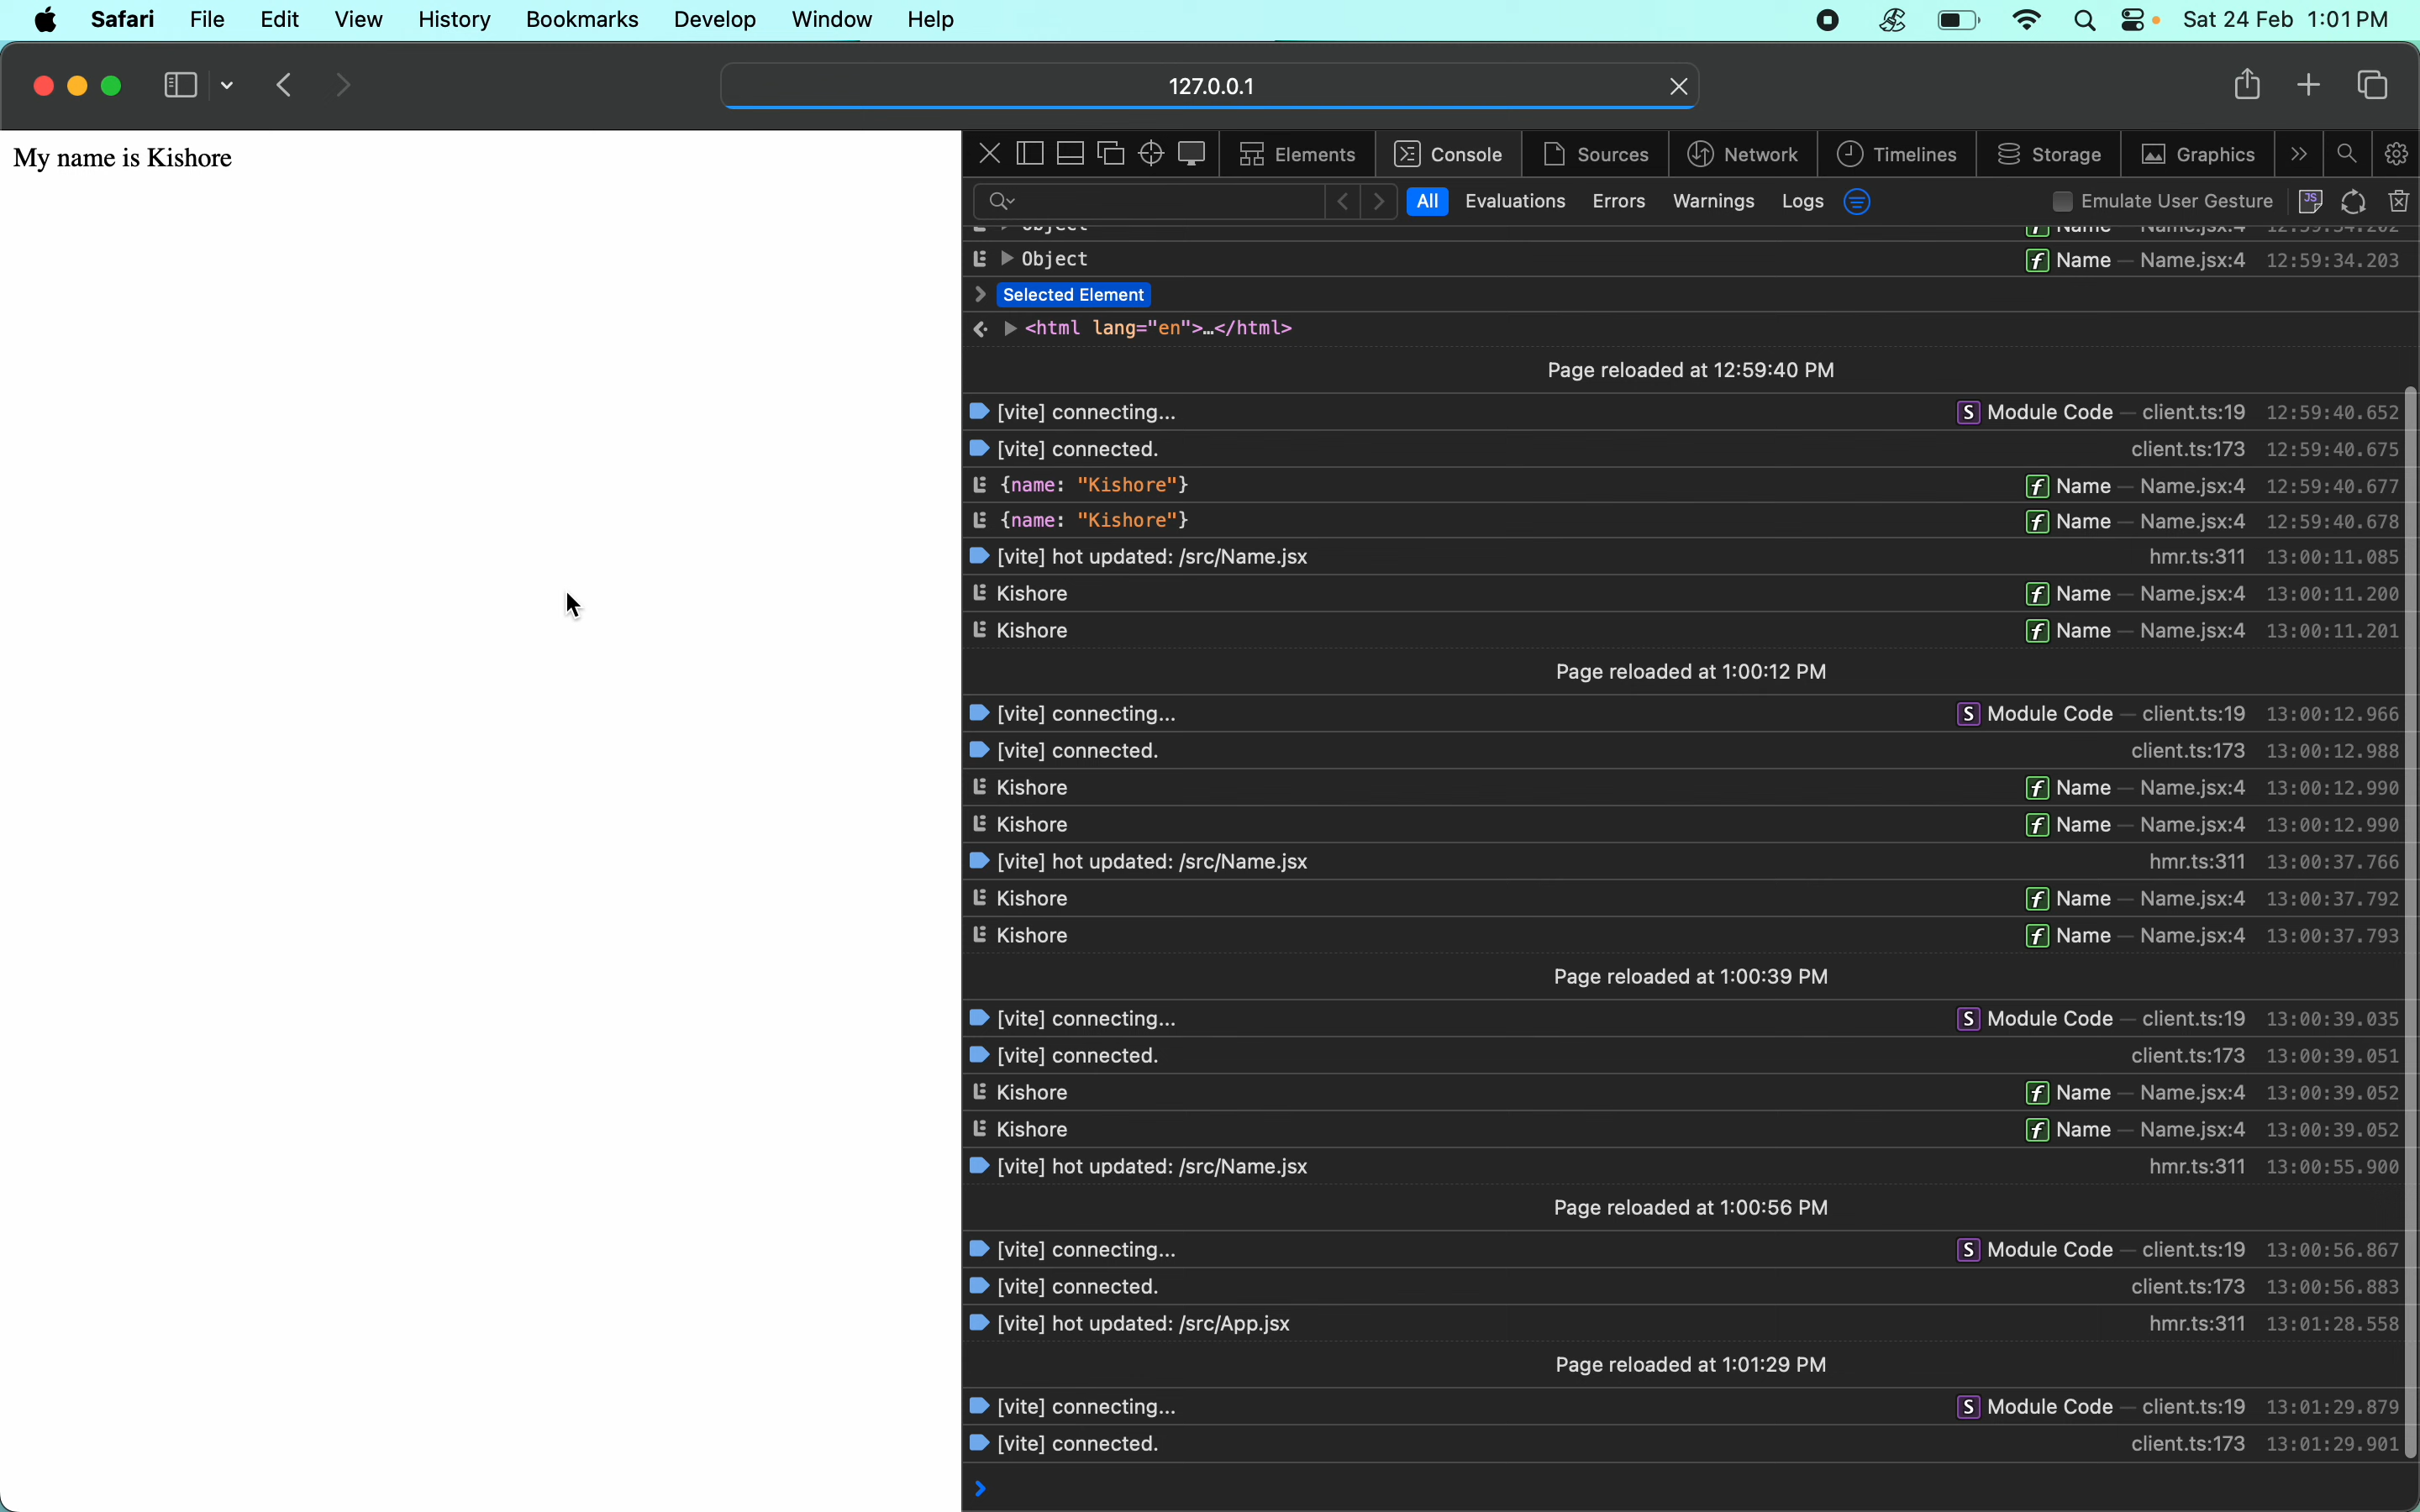 Safari File Edit View History Bookmarks Develop Window Help Sat 24 Feb 1:01 PM
127.0.0.1
My name is Kishore
Elements Console Sources Network Timelines Storage Graphics
All Evaluations Errors Warnings Logs Emulate User Gesture
Object Name — Name.jsx:4 12:59:34.202
Object Name — Name.jsx:4 12:59:34.203
Selected Element
<html lang="en">…</html>
Page reloaded at 12:59:40 PM
[vite] connecting... S Module Code — client.ts:19 12:59:40.652
[vite] connected. client.ts:173 12:59:40.675
{name: "Kishore"} f Name — Name.jsx:4 12:59:40.677
{name: "Kishore"} f Name — Name.jsx:4 12:59:40.678
[vite] hot updated: /src/Name.jsx hmr.ts:311 13:00:11.085
Kishore f Name — Name.jsx:4 13:00:11.200
Kishore f Name — Name.jsx:4 13:00:11.201
Page reloaded at 1:00:12 PM
[vite] connecting... S Module Code — client.ts:19 13:00:12.966
[vite] connected. client.ts:173 13:00:12.988
Kishore f Name — Name.jsx:4 13:00:12.990
Kishore f Name — Name.jsx:4 13:00:12.990
[vite] hot updated: /src/Name.jsx hmr.ts:311 13:00:37.766
Kishore f Name — Name.jsx:4 13:00:37.792
Kishore f Name — Name.jsx:4 13:00:37.793
Page reloaded at 1:00:39 PM
[vite] connecting... S Module Code — client.ts:19 13:00:39.035
[vite] connected. client.ts:173 13:00:39.051
Kishore f Name — Name.jsx:4 13:00:39.052
Kishore f Name — Name.jsx:4 13:00:39.052
[vite] hot updated: /src/Name.jsx hmr.ts:311 13:00:55.900
Page reloaded at 1:00:56 PM
[vite] connecting... S Module Code — client.ts:19 13:00:56.867
[vite] connected. client.ts:173 13:00:56.883
[vite] hot updated: /src/App.jsx hmr.ts:311 13:01:28.558
Page reloaded at 1:01:29 PM
[vite] connecting... S Module Code — client.ts:19 13:01:29.879
[vite] connected. client.ts:173 13:01:29.901